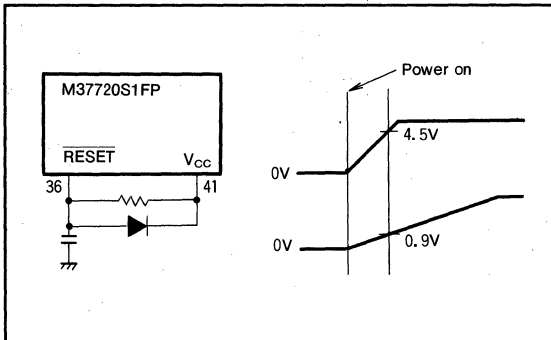 Power on
M37720S1FP
RESET
VCC
36
41
4.5V
0V
0.9V
0V